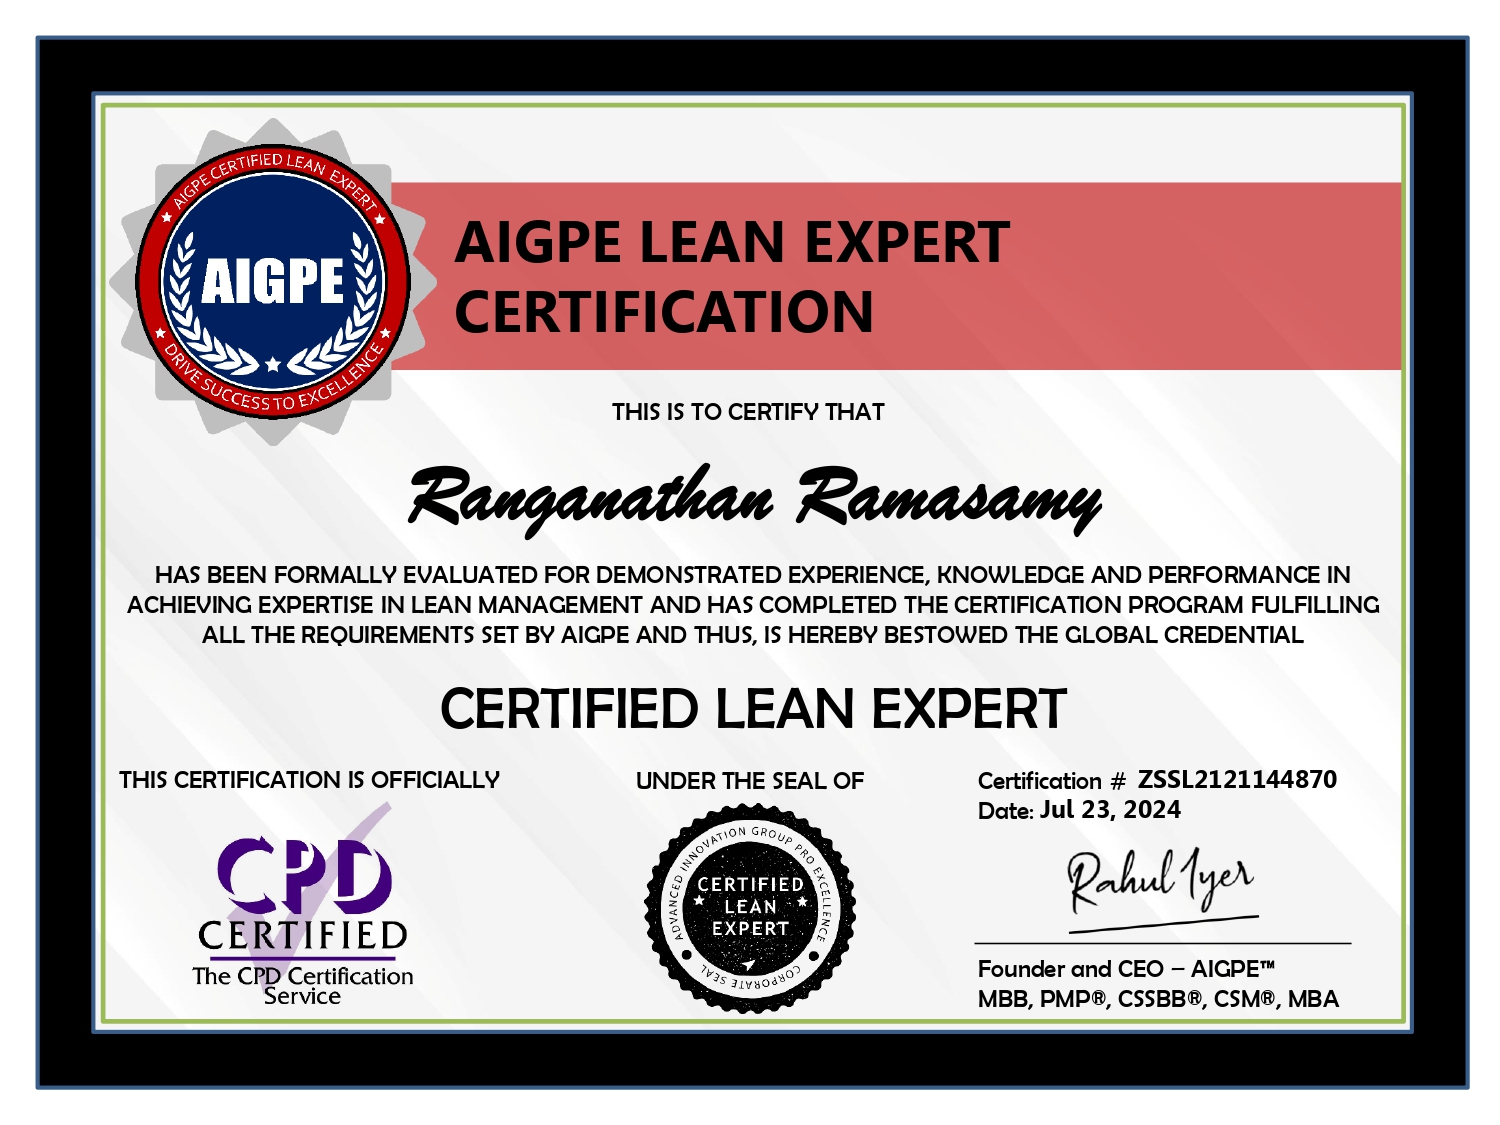 AIGPE CERTIFIED LEAN EXPERT
AIGPE
DRIVE SUCCESS TO EXCELLENCE
AIGPE LEAN EXPERT
CERTIFICATION
THIS IS TO CERTIFY THAT
Ranganathan Ramasamy
HAS BEEN FORMALLY EVALUATED FOR DEMONSTRATED EXPERIENCE, KNOWLEDGE AND PERFORMANCE IN
ACHIEVING EXPERTISE IN LEAN MANAGEMENT AND HAS COMPLETED THE CERTIFICATION PROGRAM FULFILLING
ALL THE REQUIREMENTS SET BY AIGPE AND THUS, IS HEREBY BESTOWED THE GLOBAL CREDENTIAL
CERTIFIED LEAN EXPERT
THIS CERTIFICATION IS OFFICIALLY
CPD
CERTIFIED
The CPD Certification
Service
UNDER THE SEAL OF
ADVANCED INNOVATION GROUP PRO EXCELLENCE
CERTIFIED
LEAN
EXPERT
CORPORATE SEAL
Certification # ZSSL2121144870
Date: Jul 23, 2024
Rahul Iyer
Founder and CEO – AIGPE™
MBB, PMP®, CSSBB®, CSM®, MBA